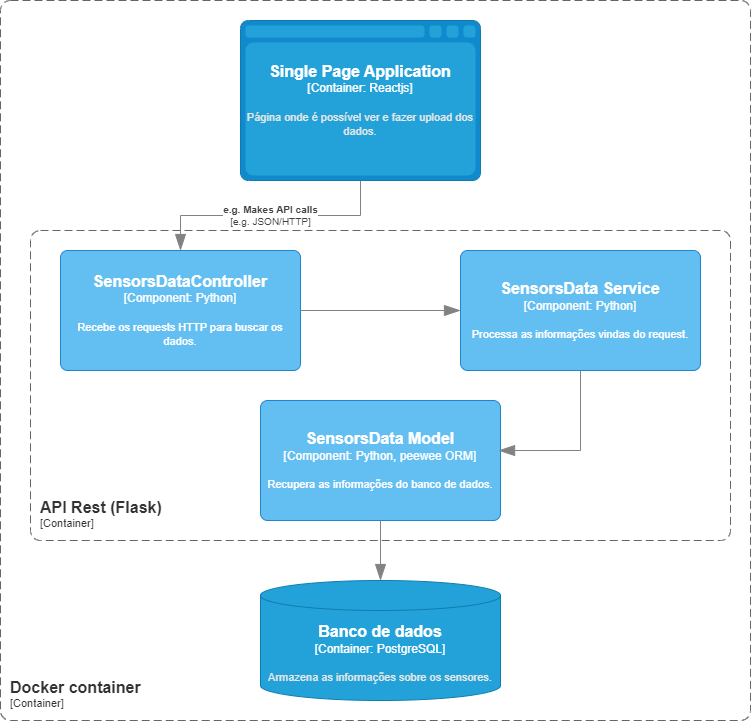 Single Page Application
[Container: Reactjs]
Página onde é possível ver e fazer upload dos
dados.
e.g. Makes API calls
[e.g. JSON/HTTP]
SensorsDataController
[Component: Python]
Recebe os requests HTTP para buscar os
dados.
SensorsData Service
[Component: Python]
Processa as informações vindas do request.
SensorsData Model
[Component: Python, peewee ORM]
Recupera as informações do banco de dados.
API Rest (Flask)
[Container]
Banco de dados
[Container: PostgreSQL]
Armazena as informações sobre os sensores.
Docker container
[Container]